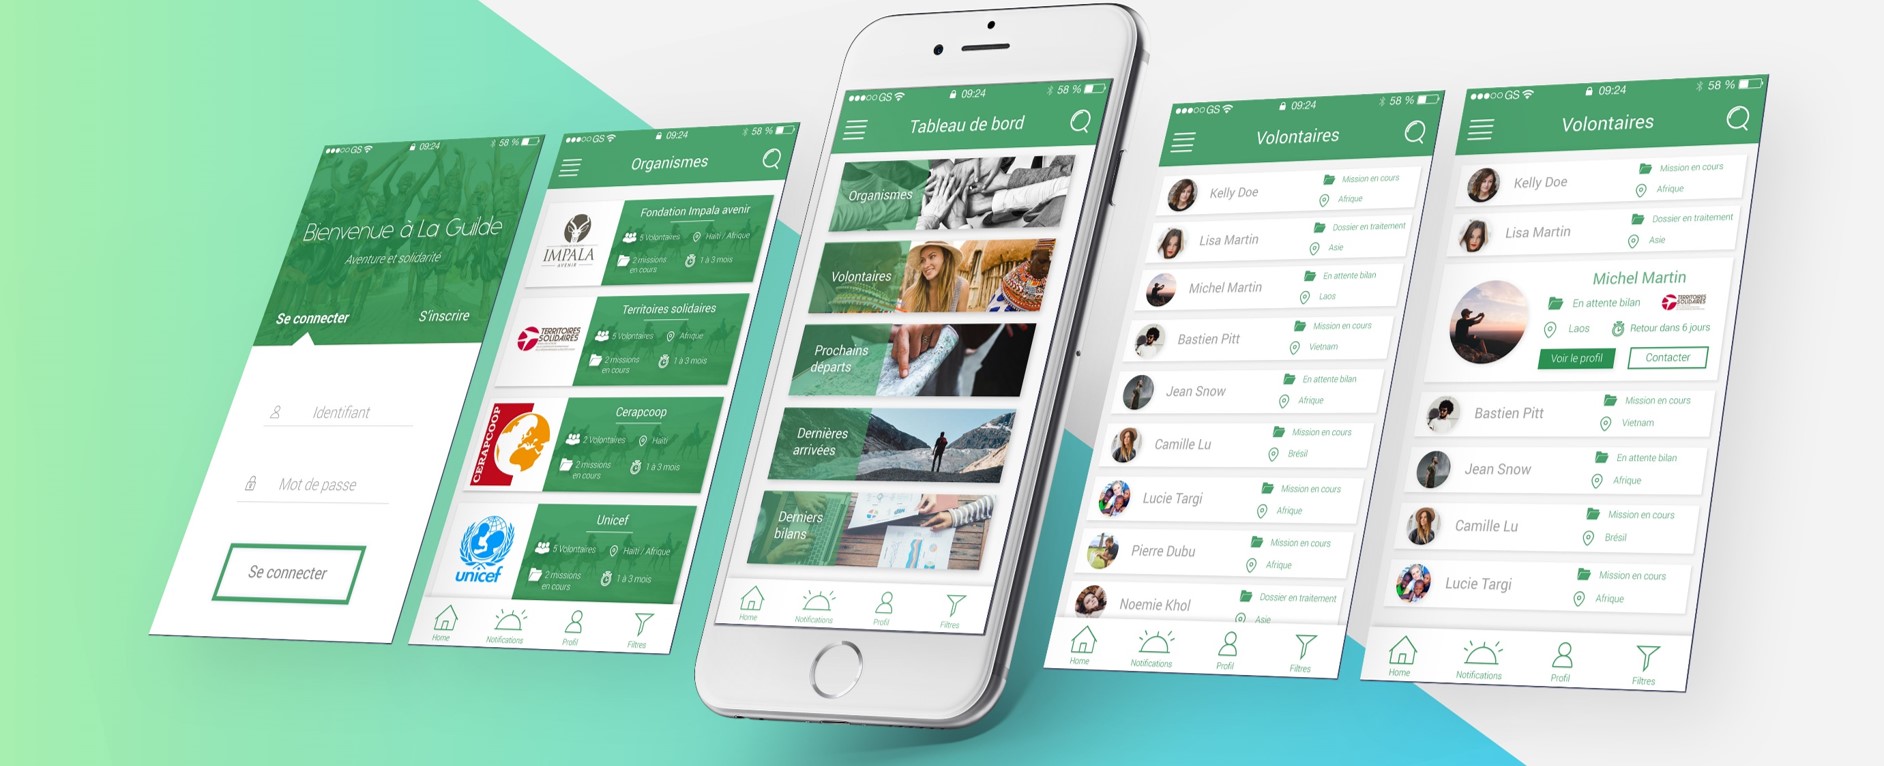 GS
09:24
58 %
Bienvenue à La Guilde
Aventure et solidarité
Se connecter
S'inscrire
Identifiant
Mot de passe
Se connecter
GS
09:24
58 %
Organismes
IMPALA
AVENIR
Fondation Impala avenir
5 Volontaires
Haïti / Afrique
2 missions
en cours
1 à 3 mois
TERRITOIRES
SOLIDAIRES
Territoires solidaires
5 Volontaires
Afrique
2 missions
en cours
1 à 3 mois
CERAPCOOP
Cerapcoop
2 Volontaires
Haïti
2 missions
en cours
1 à 3 mois
unicef
Unicef
5 Volontaires
Haïti / Afrique
2 missions
en cours
1 à 3 mois
Home
Notifications
Profil
Filtres
GS
09:24
58 %
Tableau de bord
Organismes
Volontaires
Prochains
départs
Dernières
arrivées
Derniers
bilans
Home
Notifications
Profil
Filtres
GS
09:24
58 %
Volontaires
Kelly Doe
Mission en cours
Afrique
Lisa Martin
Dossier en traitement
Asie
Michel Martin
En attente bilan
Laos
Bastien Pitt
Mission en cours
Vietnam
Jean Snow
En attente bilan
Afrique
Camille Lu
Mission en cours
Brésil
Lucie Targi
Mission en cours
Afrique
Pierre Dubu
Mission en cours
Afrique
Noemie Khol
Dossier en traitement
Asie
Home
Notifications
Profil
Filtres
GS
09:24
58 %
Volontaires
Kelly Doe
Mission en cours
Afrique
Lisa Martin
Dossier en traitement
Asie
Michel Martin
En attente bilan
TERRITOIRES
SOLIDAIRES
Laos
Retour dans 6 jours
Voir le profil
Contacter
Bastien Pitt
Mission en cours
Vietnam
Jean Snow
En attente bilan
Afrique
Camille Lu
Mission en cours
Brésil
Lucie Targi
Mission en cours
Afrique
Home
Notifications
Profil
Filtres